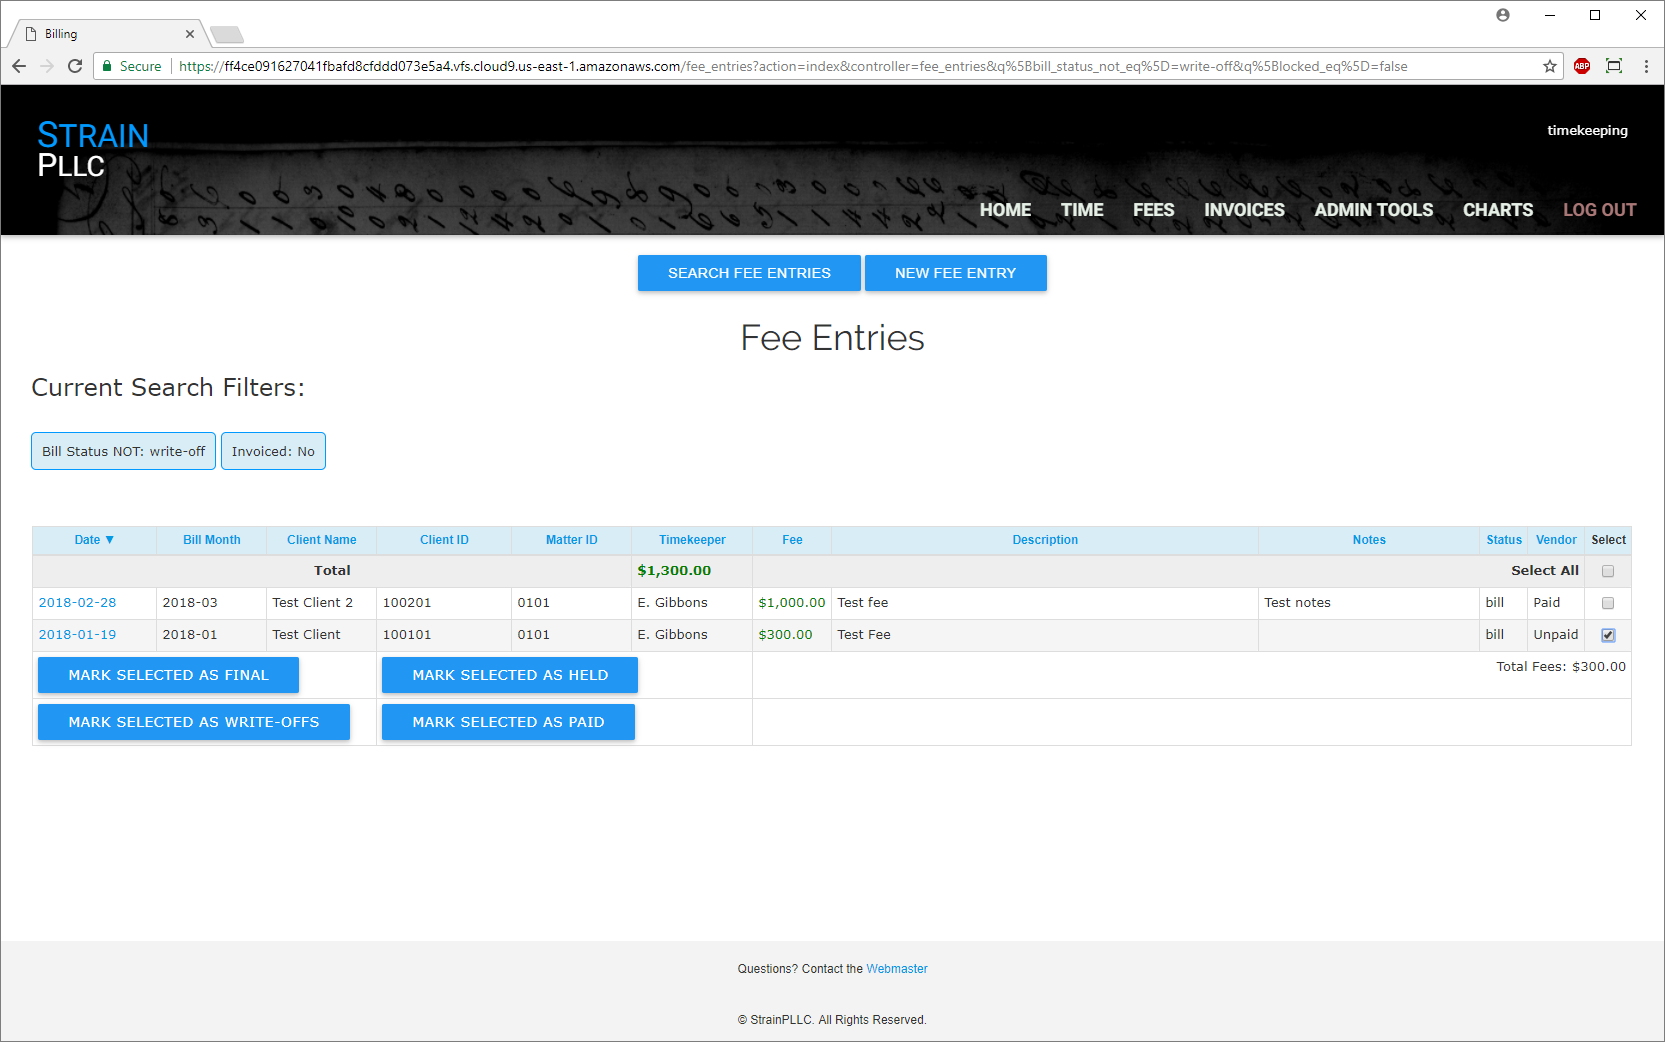 Billing
Secure https://ff4ce091627041fbafd8cfddd073e5a4.vfs.cloud9.us-east-1.amazonaws.com/fee_entries?action=index&controller=fee_entries&q%5Bbill_status_not_eq%5D=write-off&q%5Blocked_eq%5D=false
ABP
STRAIN
PLLC
timekeeping
HOME TIME FEES INVOICES ADMIN TOOLS CHARTS LOG OUT
SEARCH FEE ENTRIES NEW FEE ENTRY
Fee Entries
Current Search Filters:
Bill Status NOT: write-off Invoiced: No
Date ▼ Bill Month Client Name Client ID Matter ID Timekeeper Fee Description Notes Status Vendor Select
Total $1,300.00 Select All
2018-02-28 2018-03 Test Client 2 100201 0101 E. Gibbons $1,000.00 Test fee Test notes bill Paid
2018-01-19 2018-01 Test Client 100101 0101 E. Gibbons $300.00 Test Fee bill Unpaid
MARK SELECTED AS FINAL MARK SELECTED AS HELD Total Fees: $300.00
MARK SELECTED AS WRITE-OFFS MARK SELECTED AS PAID
Questions? Contact the Webmaster
© StrainPLLC. All Rights Reserved.